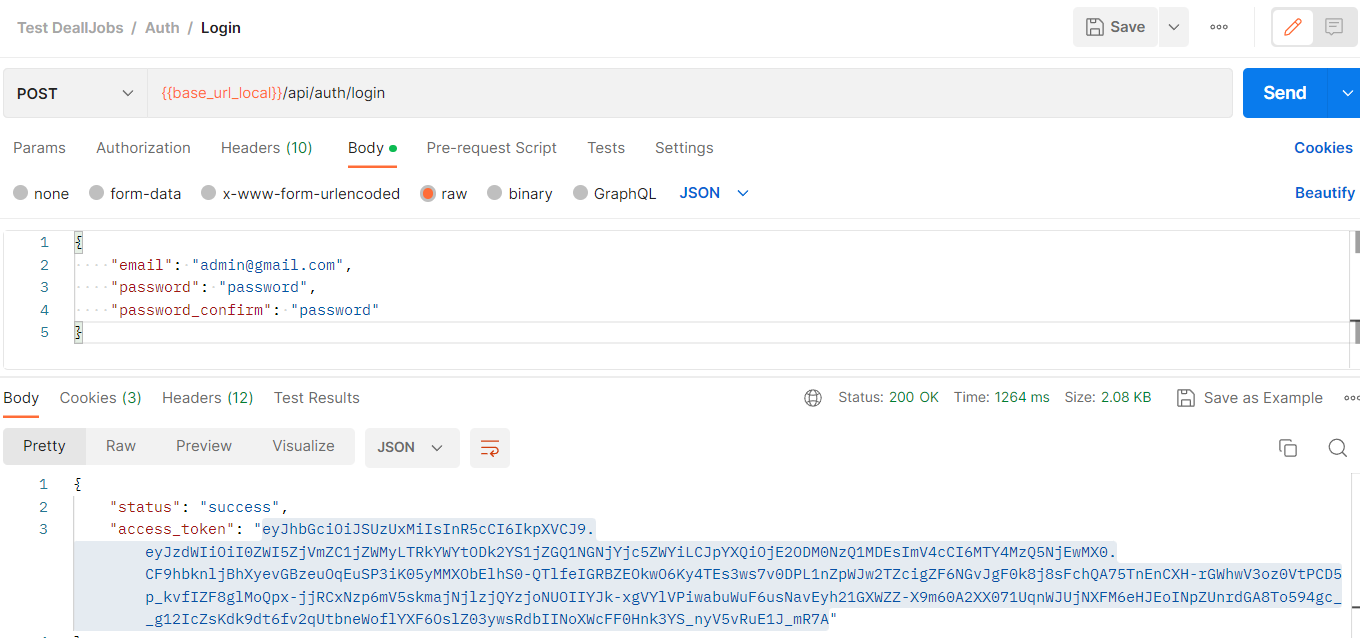 Test DeallJobs / Auth / Login
Save
POST
{{base_url_local}}/api/auth/login
Send
Params Authorization Headers (10) Body Pre-request Script Tests Settings Cookies
none form-data x-www-form-urlencoded raw binary GraphQL JSON Beautify
1 {
2 "email": "admin@gmail.com",
3 "password": "password",
4 "password_confirm": "password"
5 }
Body Cookies (3) Headers (12) Test Results Status: 200 OK Time: 1264 ms Size: 2.08 KB Save as Example
Pretty Raw Preview Visualize JSON
1 {
2 "status": "success",
3 "access_token": "eyJhbGciOiJSUzUxMiIsInR5cCI6IkpXVCJ9.
eyJzdWIiOiI0ZWI5ZjVmZC1jZWMyLTRkYWYtODk2YS1jZGQ1NGNjYjc5ZWYiLCJpYXQiOjE2ODM0NzQ1MDEsImV4cCI6MTY4MzQ5NjEwMX0.
CF9hbknljBhXyevGBzeuOqEuSP3iK05yMMXObElhS0-QTlfeIGRBZEOkwO6Ky4TEs3ws7v0DPL1nZpWJw2TZcigZF6NGvJgF0k8j8sFchQA75TnEnCXH-rGWhwV3oz0VtPCD5
p_kvfIZF8glMoQpx-jjRCxNzp6mV5skmajNjlzjQYzjoNUOIIYJk-xgVYlVPiwabuWuF6usNavEyh21GXWZZ-X9m60A2XX071UqnWJUjNXFM6eHJEoINpZUnrdGA8To594gc_
_g12IcZsKdk9dt6fv2qUtbneWoflYXF6OslZ03ywsRdbIINoXWcFF0Hnk3YS_nyV5vRuE1J_mR7A"